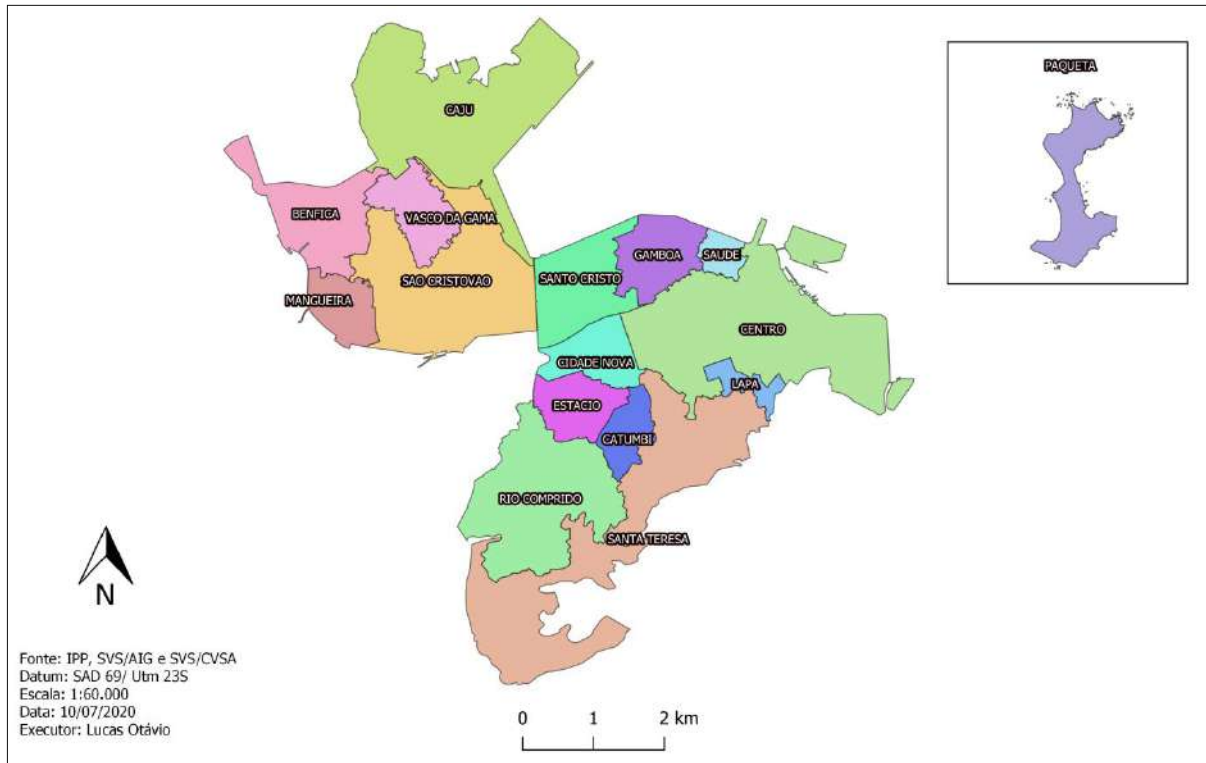 PAQUETA
CAJU
BENFICA
VASCO DA GAMA
GAMBOA
SAUDE
SANTO CRISTO
SAO CRISTOVAO
MANGUEIRA
CENTRO
CIDADE NOVA
LAPA
ESTACIO
CATUMBI
RIO COMPRIDO
SANTA TERESA
N
Fonte: IPP, SVS/AIG e SVS/CVSA
Datum: SAD 69/ Utm 23S
Escala: 1:60.000
Data: 10/07/2020
Executor: Lucas Otávio
0 1 2 km